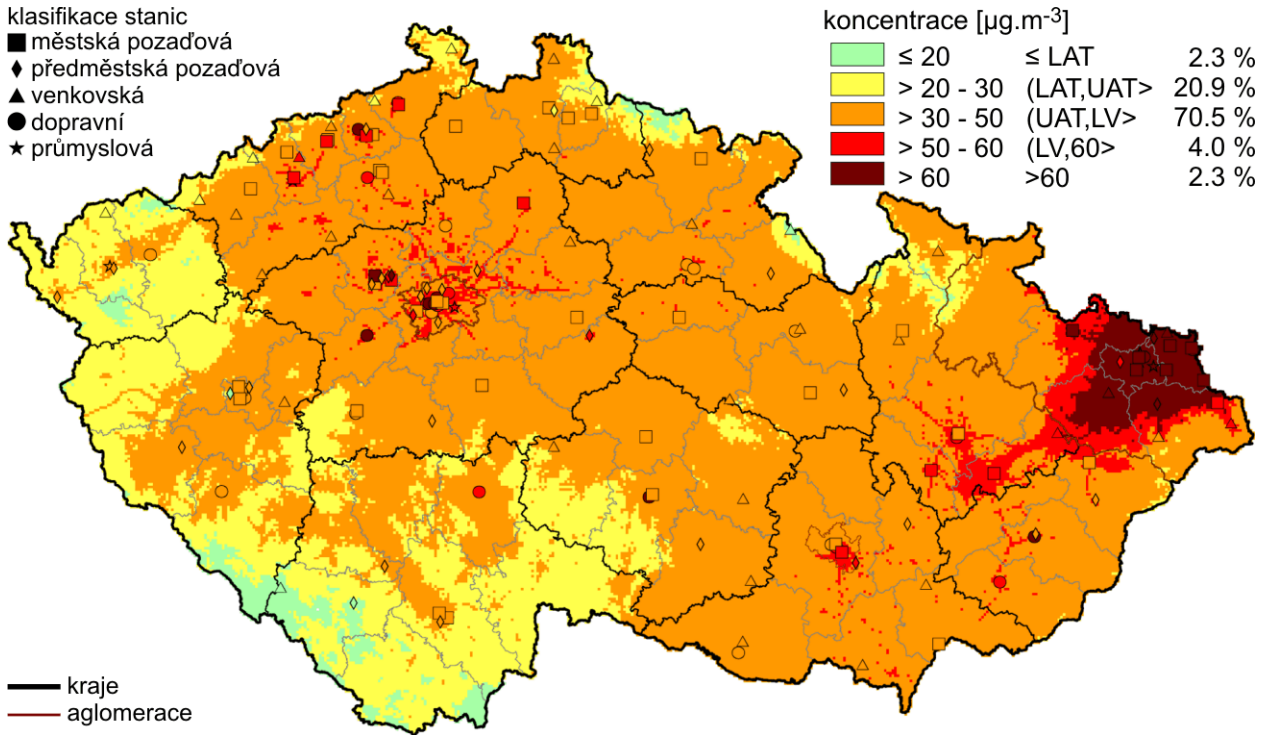 klasifikace stanic
městská pozaďová
předměstská pozaďová
venkovská
dopravní
průmyslová
koncentrace [µg.m-3]
≤ 20 ≤ LAT 2.3 %
> 20 - 30 (LAT,UAT> 20.9 %
> 30 - 50 (UAT,LV> 70.5 %
> 50 - 60 (LV,60> 4.0 %
> 60 >60 2.3 %
kraje
aglomerace